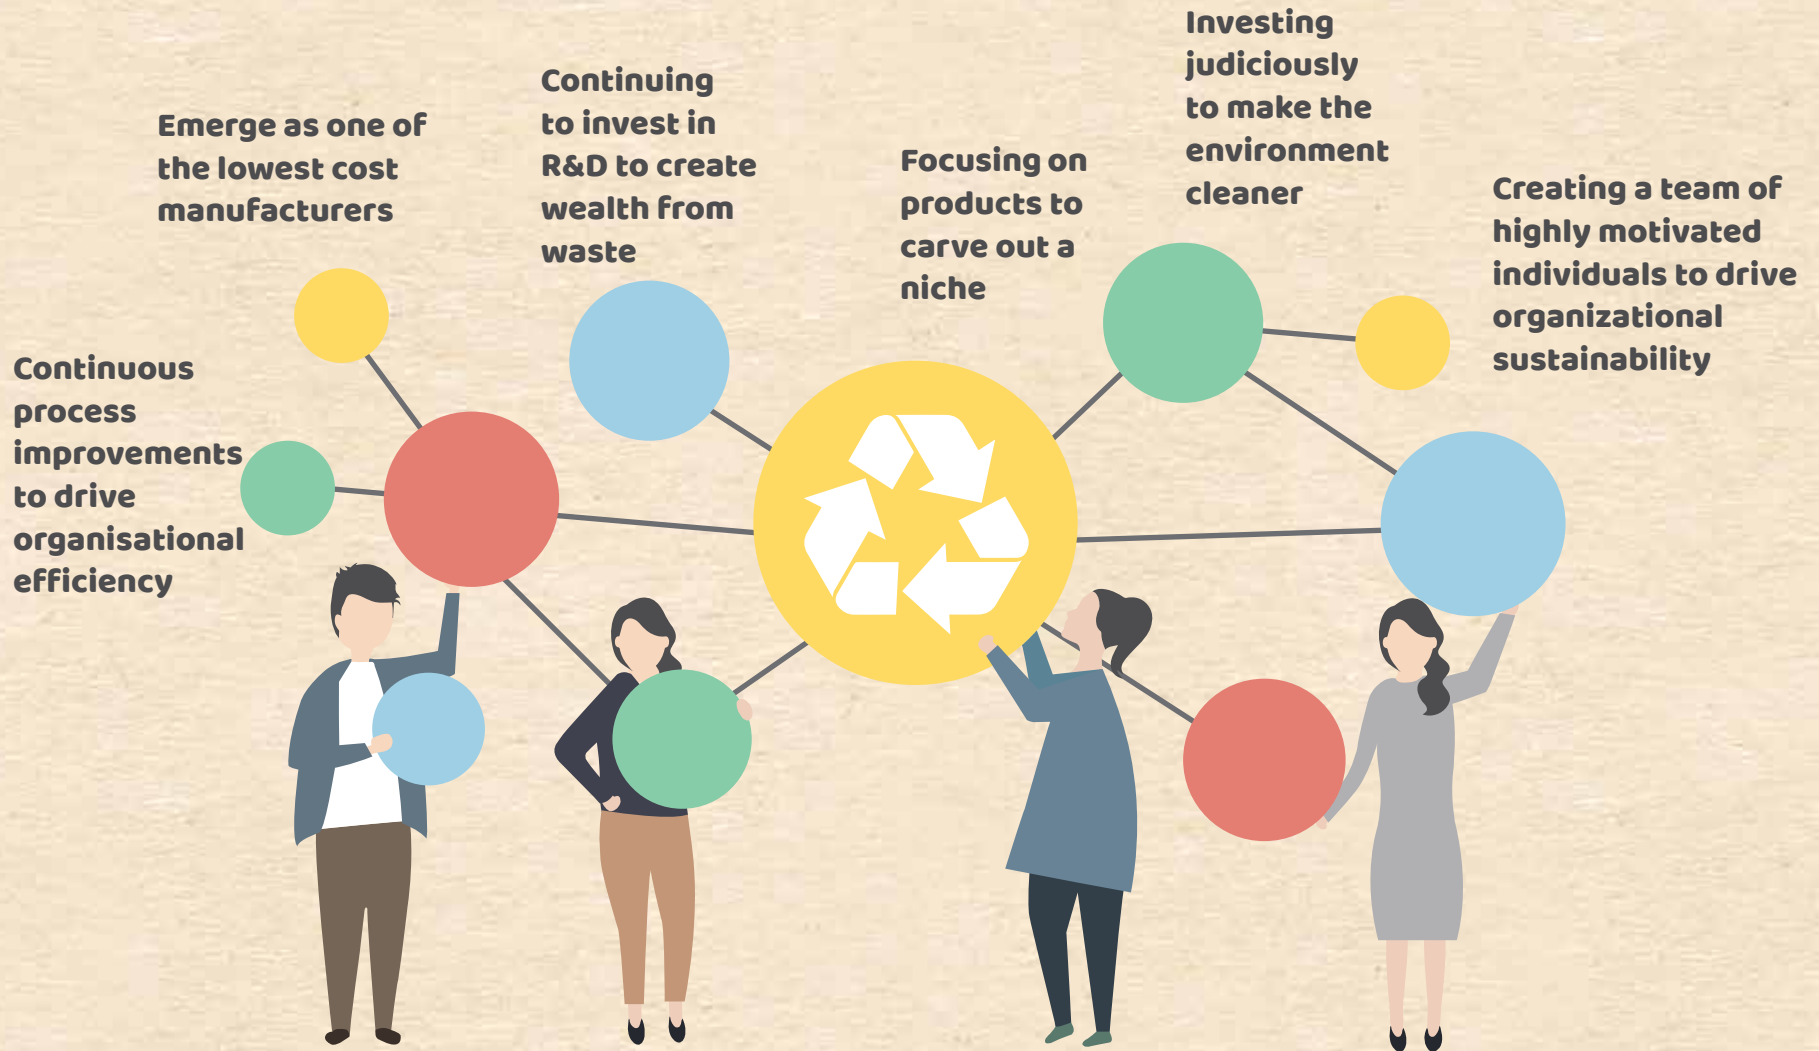 Continuous
process
improvements
to drive
organisational
efficiency
Emerge as one of
the lowest cost
manufacturers
Continuing
to invest in
R&D to create
wealth from
waste
Focusing on
products to
carve out a
niche
Investing
judiciously
to make the
environment
cleaner
Creating a team of
highly motivated
individuals to drive
organizational
sustainability